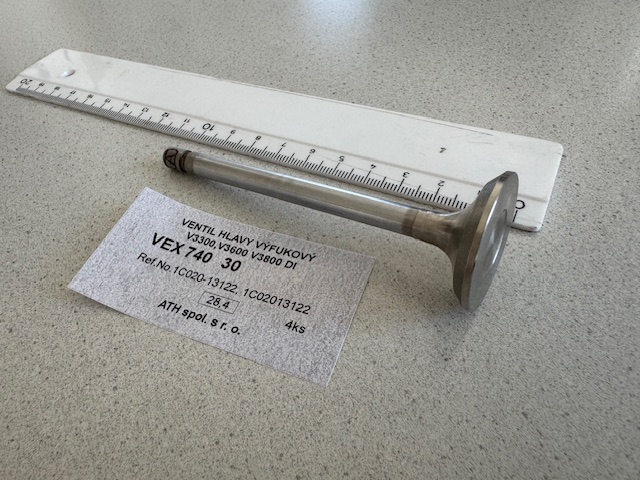 VENTIL HLAVY VÝFUKOVÝ
V3300,V3600 V3800 DI
VEX 740 30
Ref.No.1C020-13122, 1C02013122
28,4
ATH spol. s r. o.
4ks